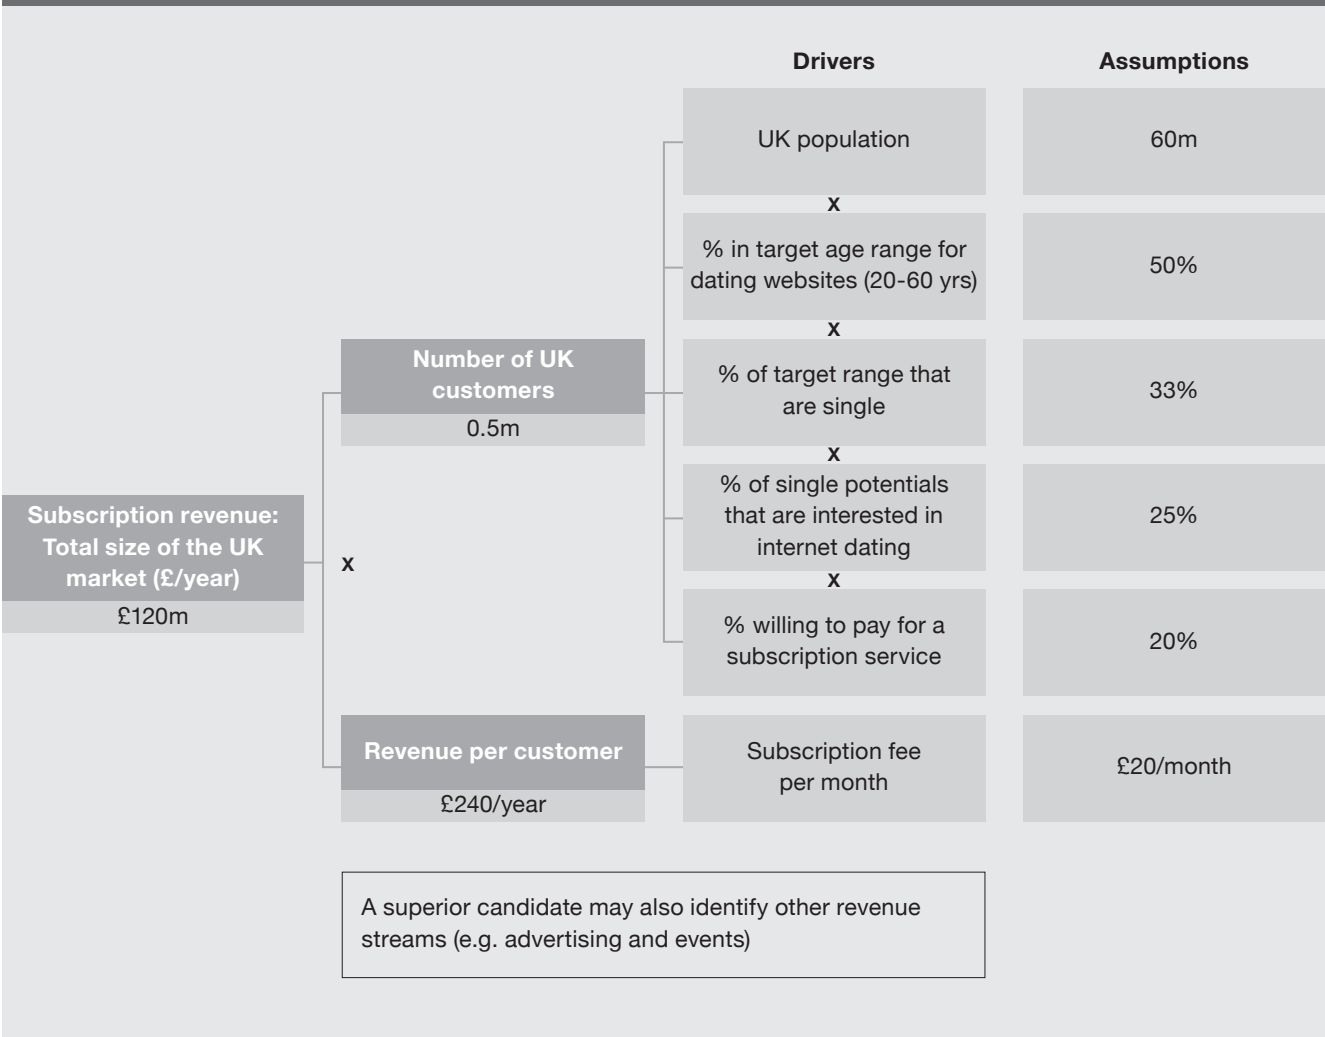 Drivers
Assumptions
UK population
60m
x
% in target age range for
dating websites (20-60 yrs)
50%
x
Number of UK
customers
0.5m
% of target range that
are single
33%
x
% of single potentials
that are interested in
internet dating
25%
Subscription revenue:
Total size of the UK
market (£/year)
£120m
x
x
% willing to pay for a
subscription service
20%
Revenue per customer
£240/year
Subscription fee
per month
£20/month
A superior candidate may also identify other revenue
streams (e.g. advertising and events)